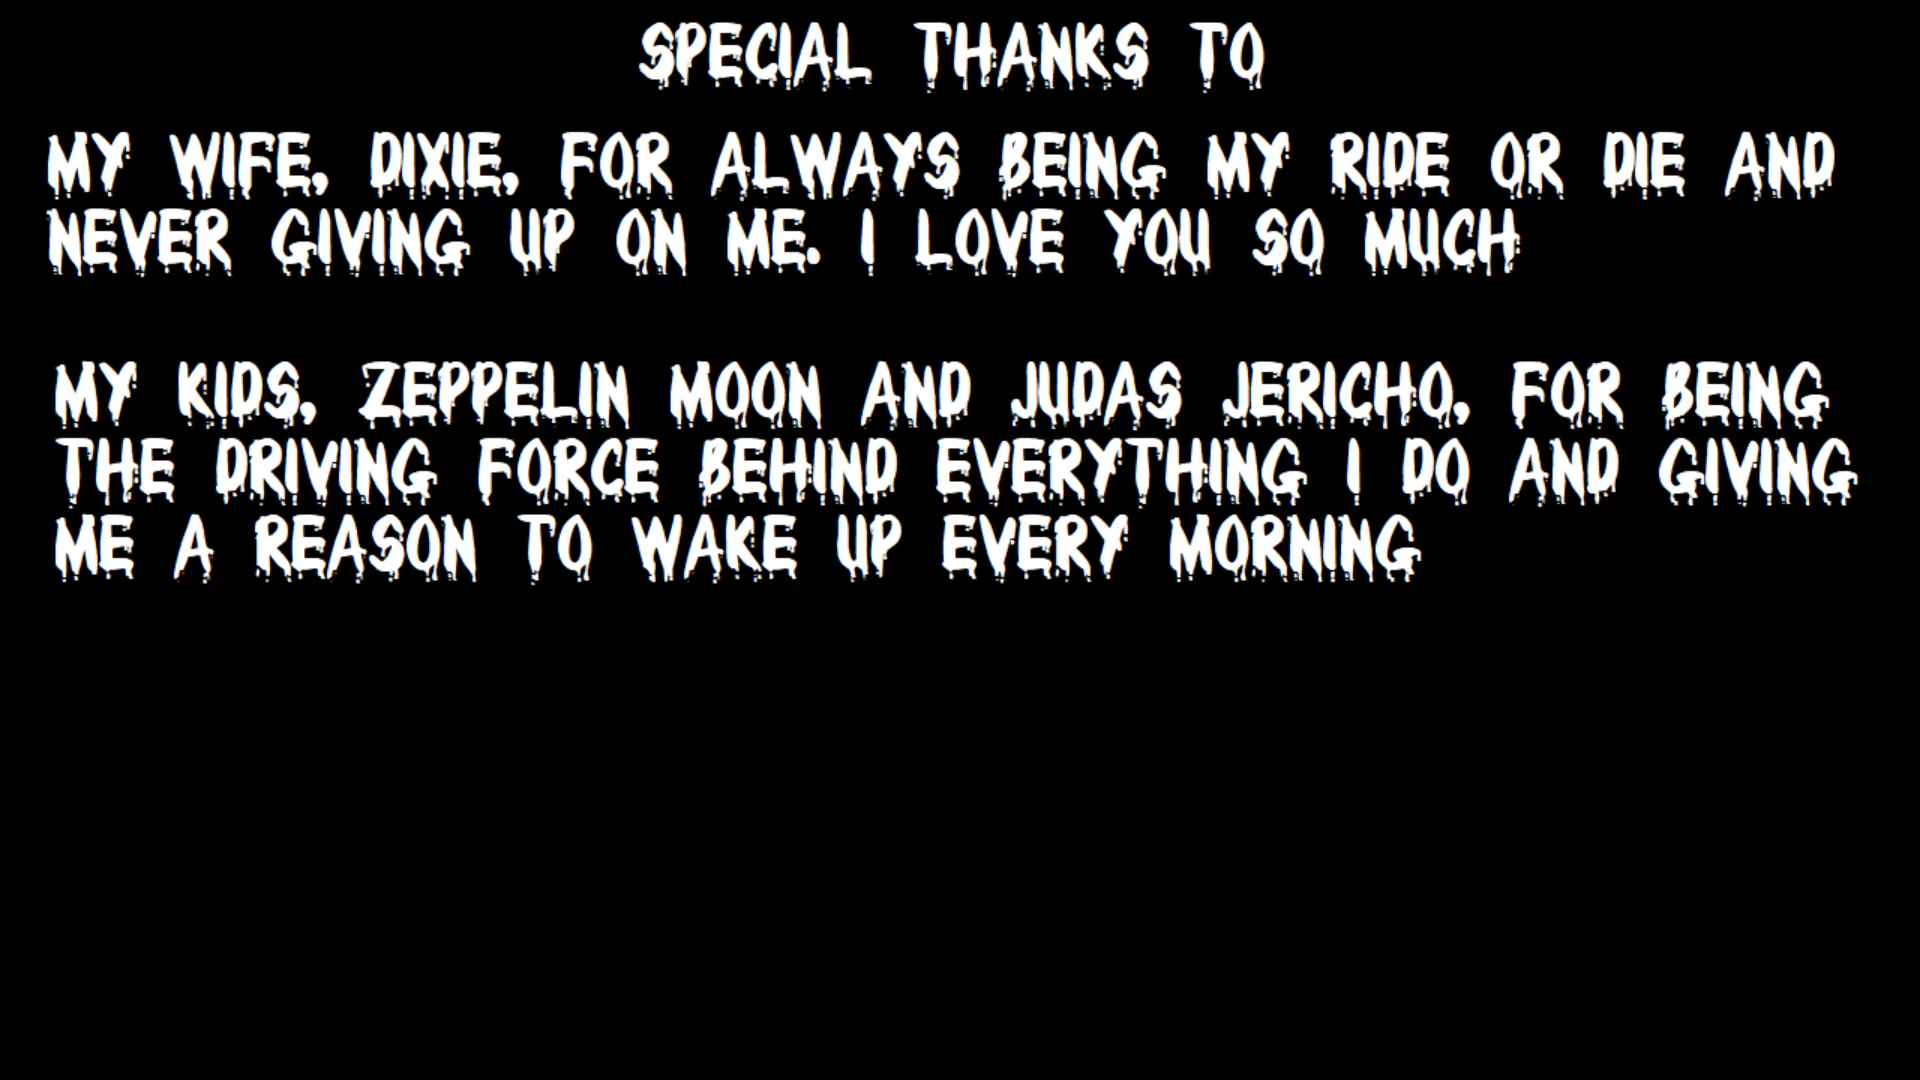 SPECIAL THANKS TO
MY WIFE, DIXIE, FOR ALWAYS BEING MY RIDE OR DIE AND
NEVER GIVING UP ON ME. I LOVE YOU SO MUCH
MY KIDS, ZEPPELIN MOON AND JUDAS JERICHO, FOR BEING
THE DRIVING FORCE BEHIND EVERYTHING I DO AND GIVING
ME A REASON TO WAKE UP EVERY MORNING